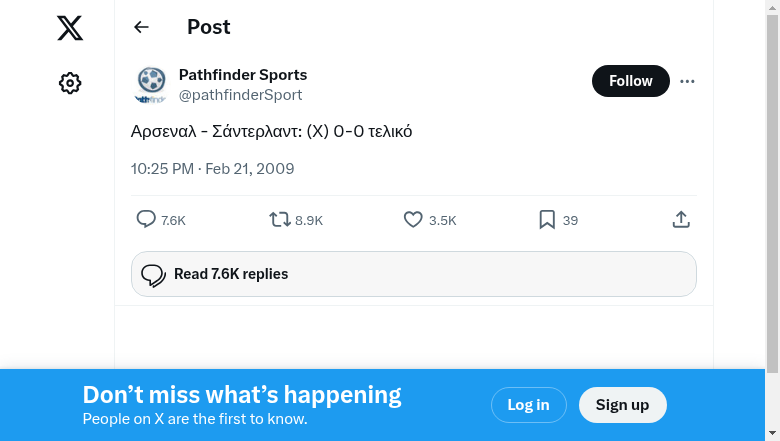 Post
Pathfinder Sports
@pathfinderSport
Follow
Αρσεναλ - Σάντερλαντ: (Χ) 0-0 τελικό
10:25 PM · Feb 21, 2009
7.6K 8.9K 3.5K 39
Read 7.6K replies
Don’t miss what’s happening
People on X are the first to know.
Log in
Sign up